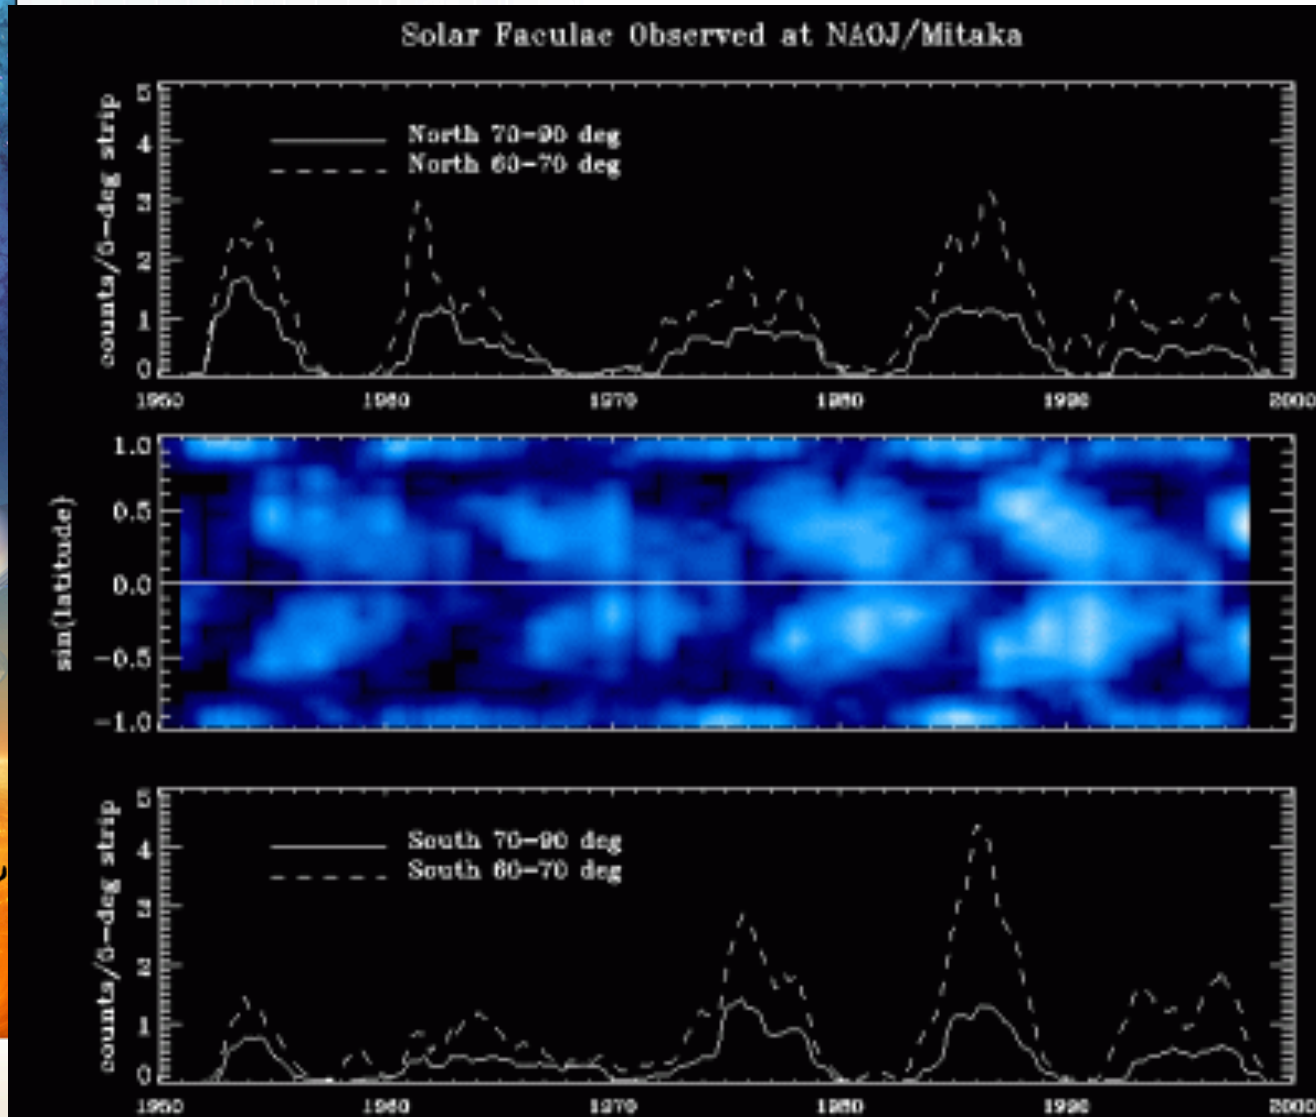 Solar Faculae Observed at NAOJ/Mitaka
counts/5-deg strip
5
4
3
2
1
0
North 70-90 deg
North 60-70 deg
1950 1960 1970 1980 1990 2000
sin(latitude)
1.0
0.5
0.0
-0.5
-1.0
counts/5-deg strip
5
4
3
2
1
0
South 70-90 deg
South 60-70 deg
1950 1960 1970 1980 1990 2000